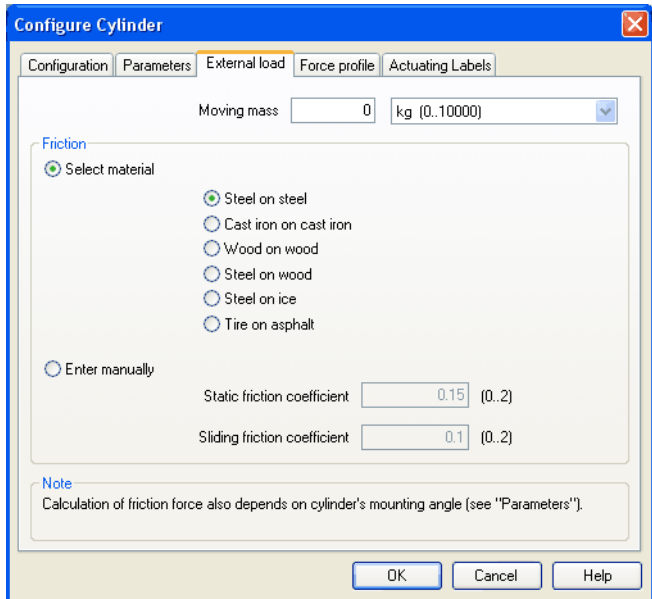 Configure Cylinder
Configuration Parameters External load Force profile Actuating Labels
Moving mass 0 kg (0..10000)
Friction
Select material
Steel on steel
Cast iron on cast iron
Wood on wood
Steel on wood
Steel on ice
Tire on asphalt
Enter manually
Static friction coefficient 0.15 (0..2)
Sliding friction coefficient 0.1 (0..2)
Note
Calculation of friction force also depends on cylinder's mounting angle (see "Parameters").
OK Cancel Help